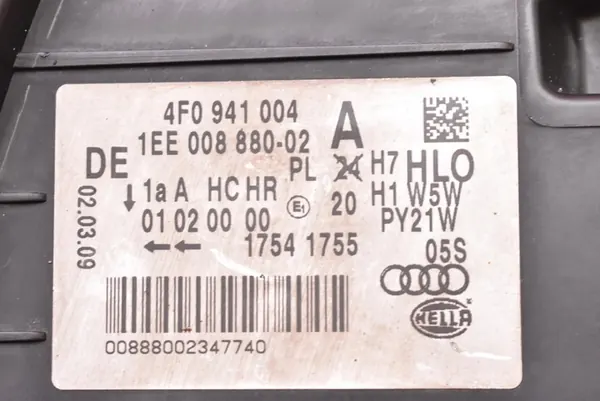 4F0 941 004 A
1EE 008 880-02
DE PL 24 H7 HLO
1a A HC HR E1 20 H1 W5W
01 02 00 00 PY21W
1754 1755 05S
02.03.09
HELLA
00888002347740